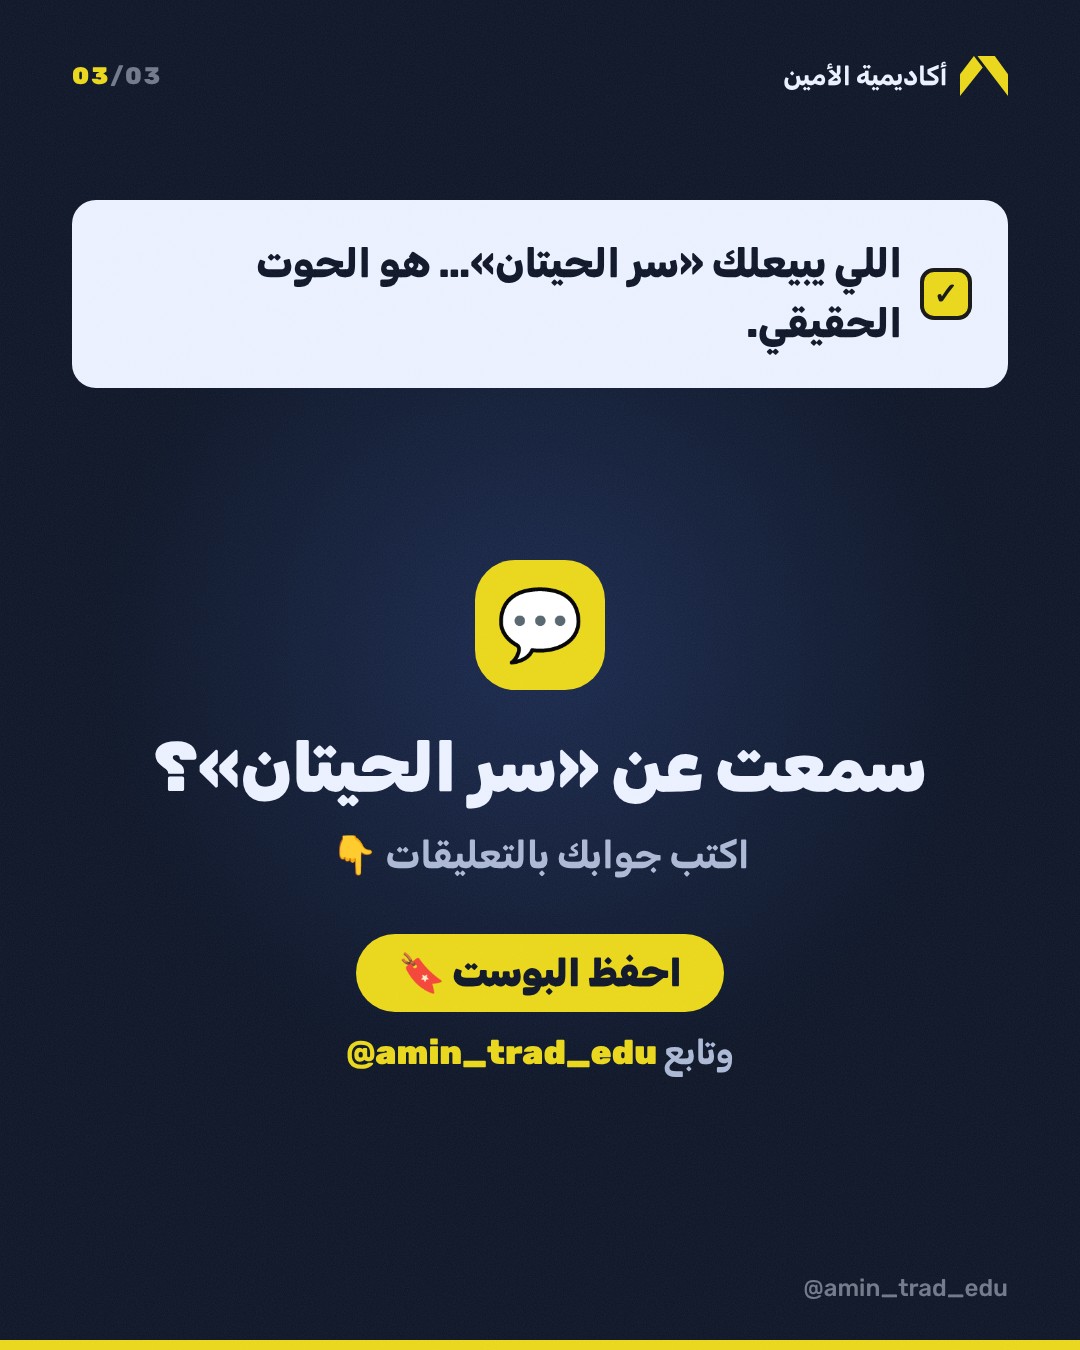 أكاديمية الأمين
03/03
اللي يبيعلك «سر الحيتان»... هو الحوت
الحقيقي.
سمعت عن «سر الحيتان»؟
اكتب جوابك بالتعليقات 👇
احفظ البوست 🔖
وتابع @amin_trad_edu
@amin_trad_edu